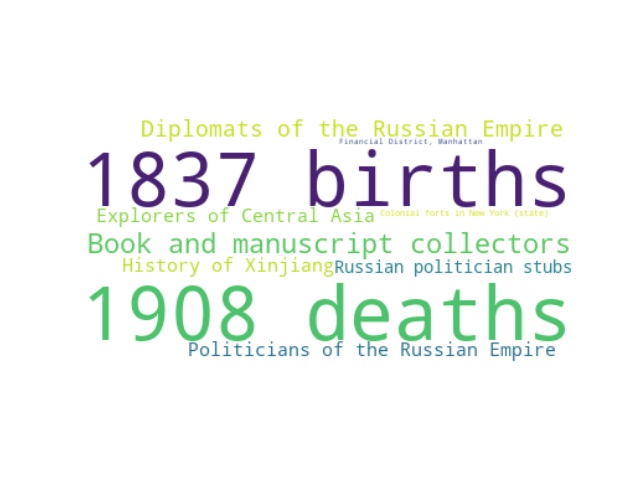 Diplomats of the Russian Empire
Financial District, Manhattan
1837 births
Explorers of Central Asia
Colonial forts in New York (state)
Book and manuscript collectors
History of Xinjiang
Russian politician stubs
1908 deaths
Politicians of the Russian Empire